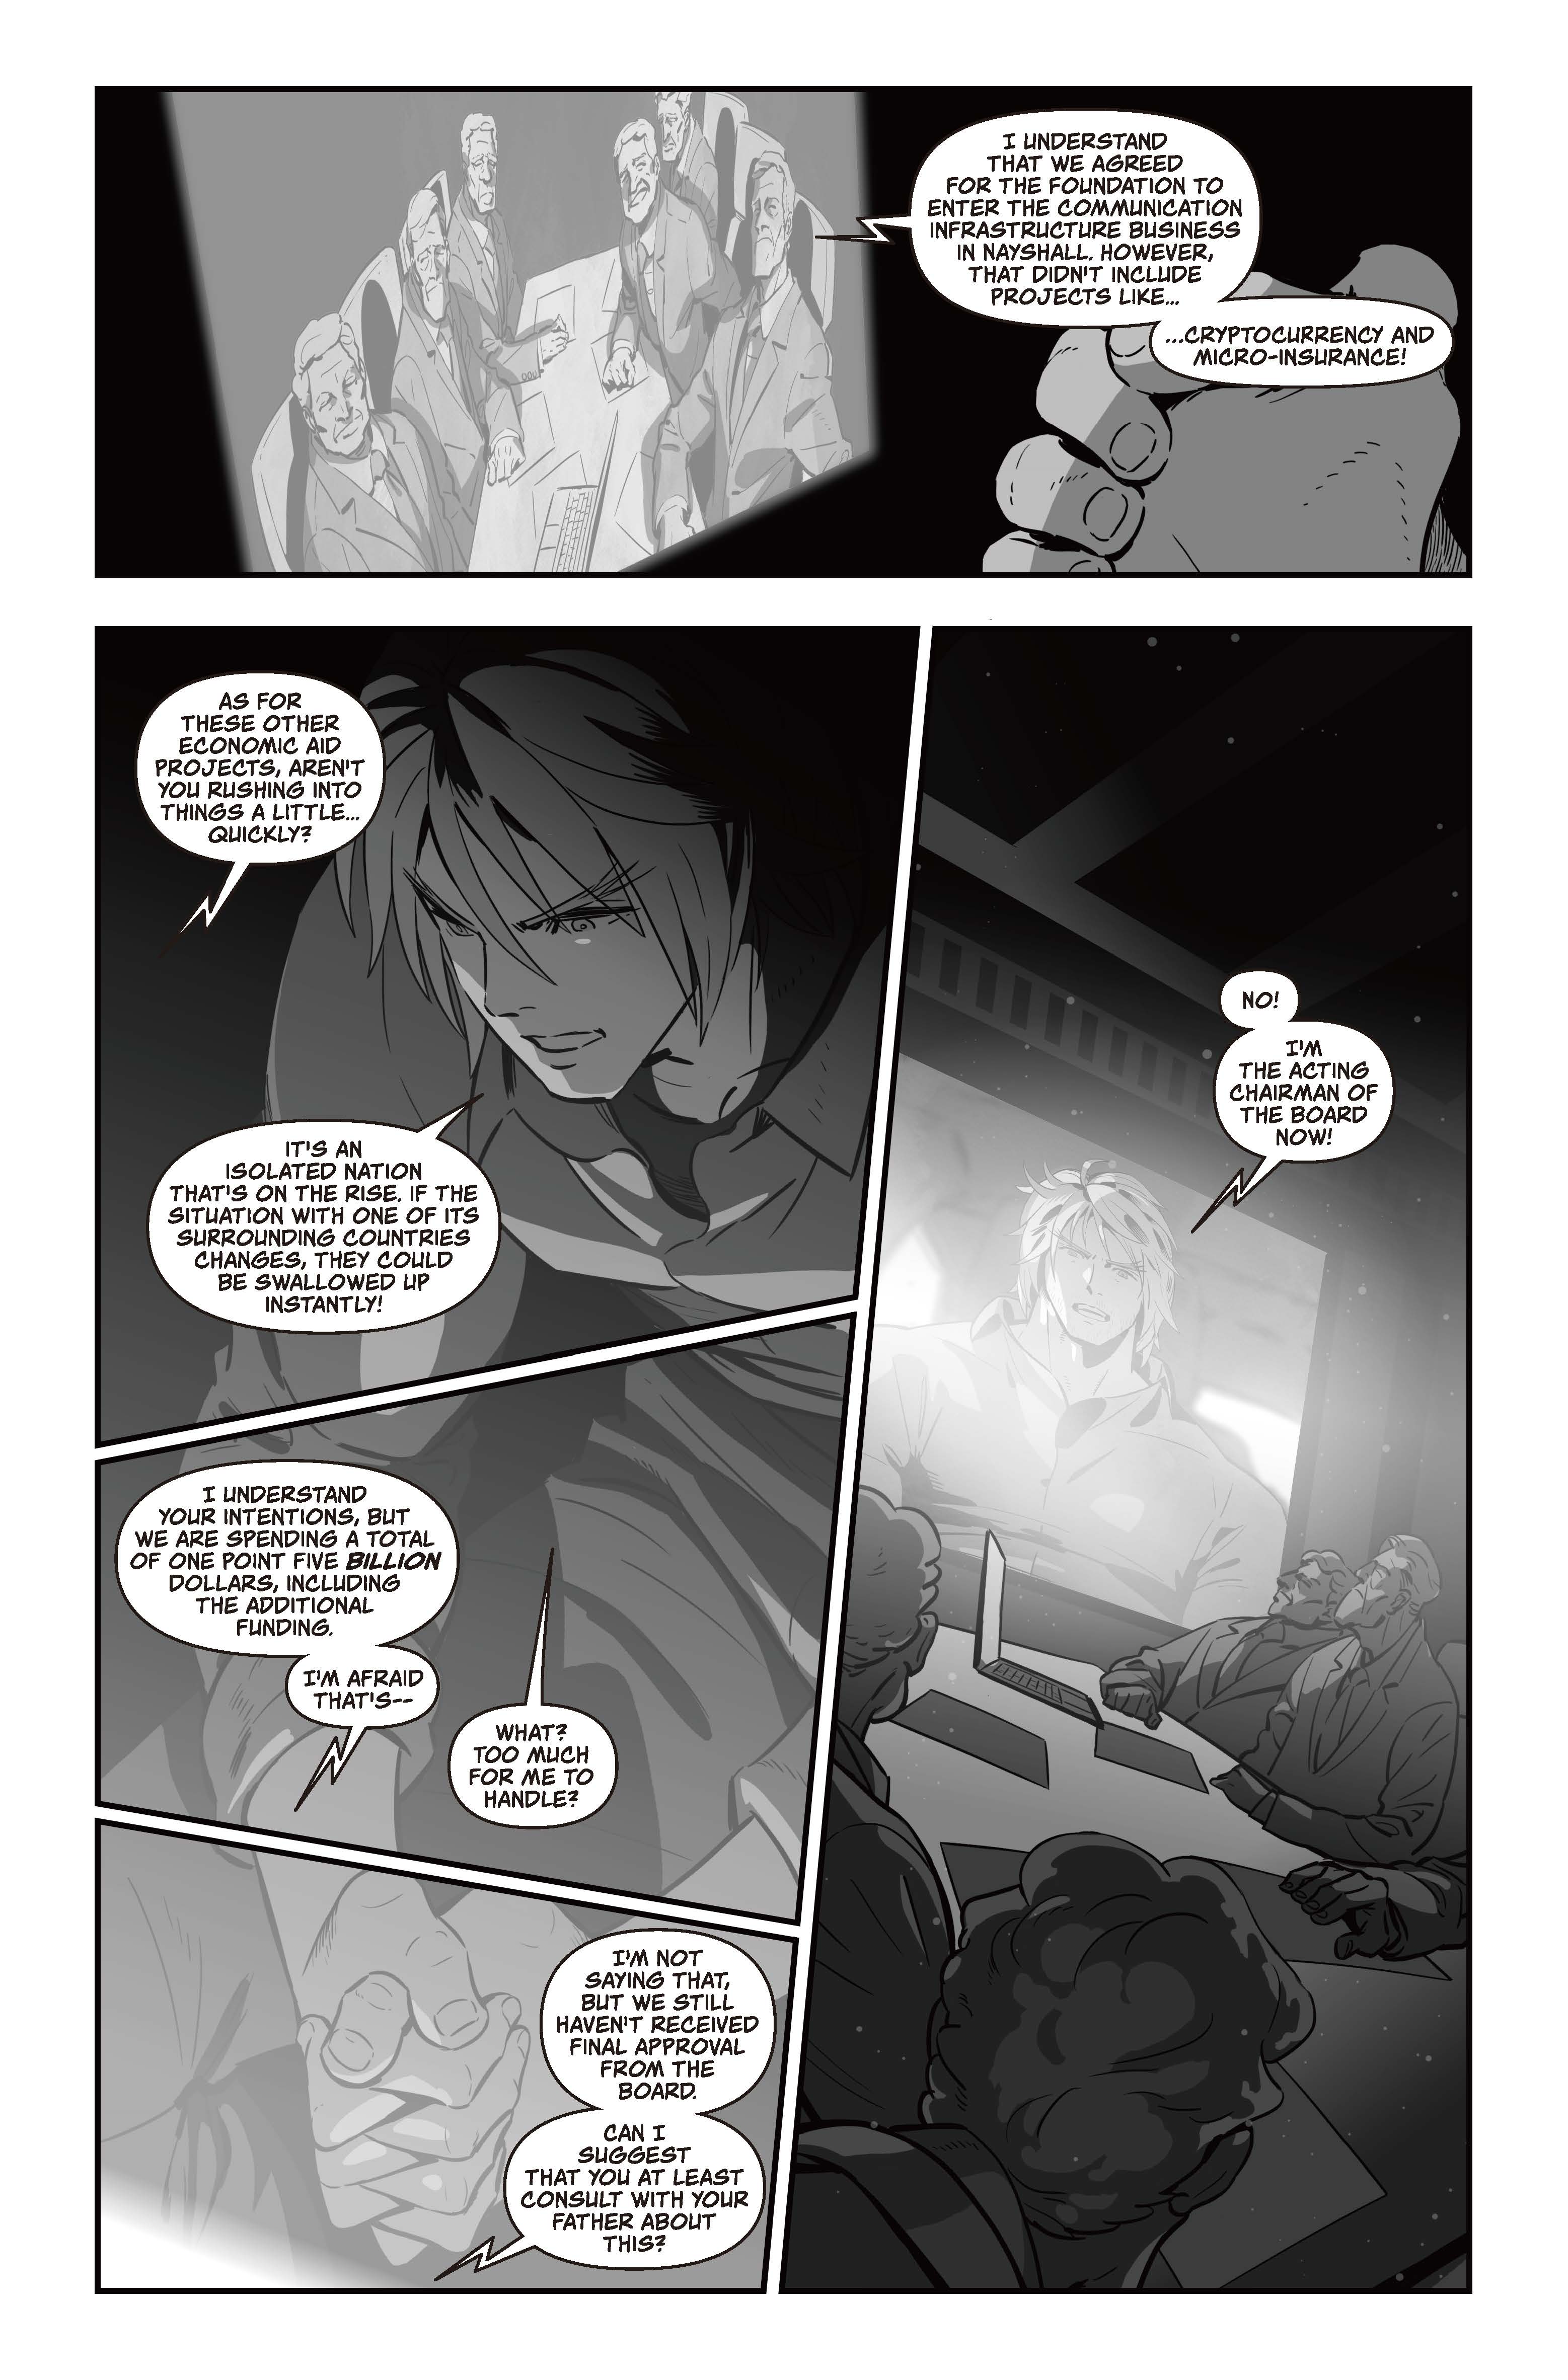 I UNDERSTAND
THAT WE AGREED
FOR THE FOUNDATION TO
ENTER THE COMMUNICATION
INFRASTRUCTURE BUSINESS
IN NAYSHALL. HOWEVER,
THAT DIDN'T INCLUDE
PROJECTS LIKE...
...CRYPTOCURRENCY AND
MICRO-INSURANCE!
AS FOR
THESE OTHER
ECONOMIC AID
PROJECTS, AREN'T
YOU RUSHING INTO
THINGS A LITTLE...
QUICKLY?
IT'S AN
ISOLATED NATION
THAT'S ON THE RISE. IF THE
SITUATION WITH ONE OF ITS
SURROUNDING COUNTRIES
CHANGES, THEY COULD
BE SWALLOWED UP
INSTANTLY!
I UNDERSTAND
YOUR INTENTIONS, BUT
WE ARE SPENDING A TOTAL
OF ONE POINT FIVE BILLION
DOLLARS, INCLUDING
THE ADDITIONAL
FUNDING.
I'M AFRAID
THAT'S--
WHAT?
TOO MUCH
FOR ME TO
HANDLE?
I'M NOT
SAYING THAT,
BUT WE STILL
HAVEN'T RECEIVED
FINAL APPROVAL
FROM THE
BOARD.
CAN I
SUGGEST
THAT YOU AT LEAST
CONSULT WITH YOUR
FATHER ABOUT
THIS?
NO!
I'M
THE ACTING
CHAIRMAN OF
THE BOARD
NOW!